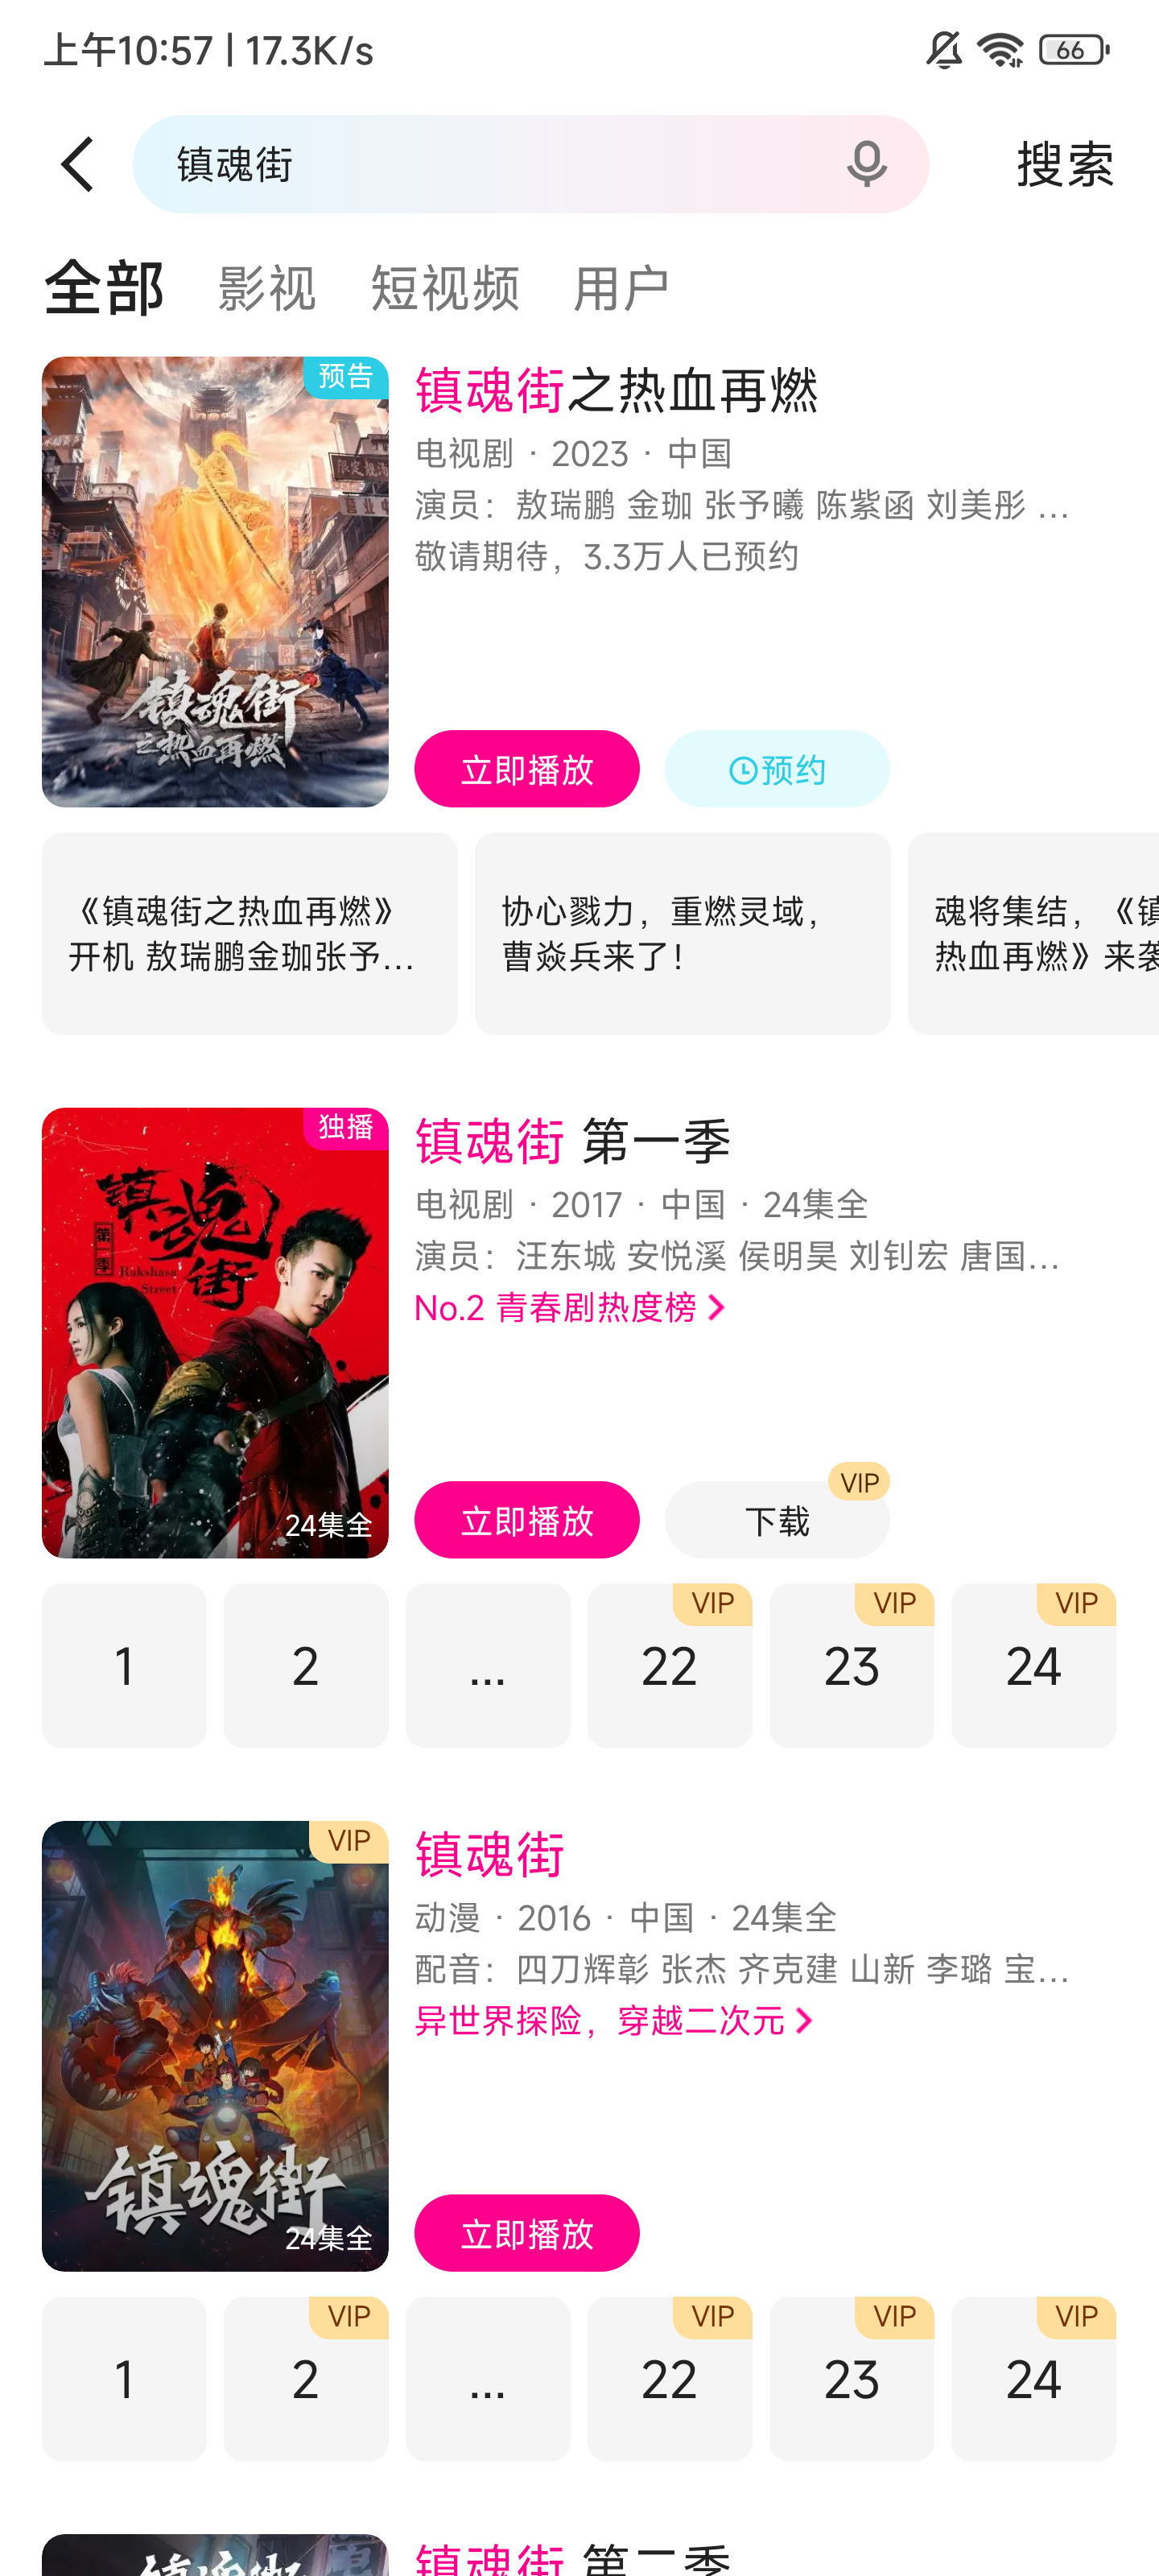 上午10:57 | 17.3K/s
66
镇魂街
搜索
全部 影视 短视频 用户
预告
镇魂街之热血再燃
镇魂街之热血再燃
电视剧 · 2023 · 中国
演员：敖瑞鹏 金珈 张予曦 陈紫函 刘美彤 ...
敬请期待，3.3万人已预约
立即播放
预约
《镇魂街之热血再燃》
开机 敖瑞鹏金珈张予...
协心戮力，重燃灵域，
曹焱兵来了！
魂将集结，《镇
热血再燃》来袭
独播
镇魂街
第一季
Rakshasa
Street
24集全
镇魂街 第一季
电视剧 · 2017 · 中国 · 24集全
演员：汪东城 安悦溪 侯明昊 刘钊宏 唐国...
No.2 青春剧热度榜
立即播放
下载
VIP
1
2
...
22
VIP
23
VIP
24
VIP
VIP
镇魂街
24集全
镇魂街
动漫 · 2016 · 中国 · 24集全
配音：四刀辉彰 张杰 齐克建 山新 李璐 宝...
异世界探险，穿越二次元
立即播放
1
2
VIP
...
22
VIP
23
VIP
24
VIP
镇魂街 第二季